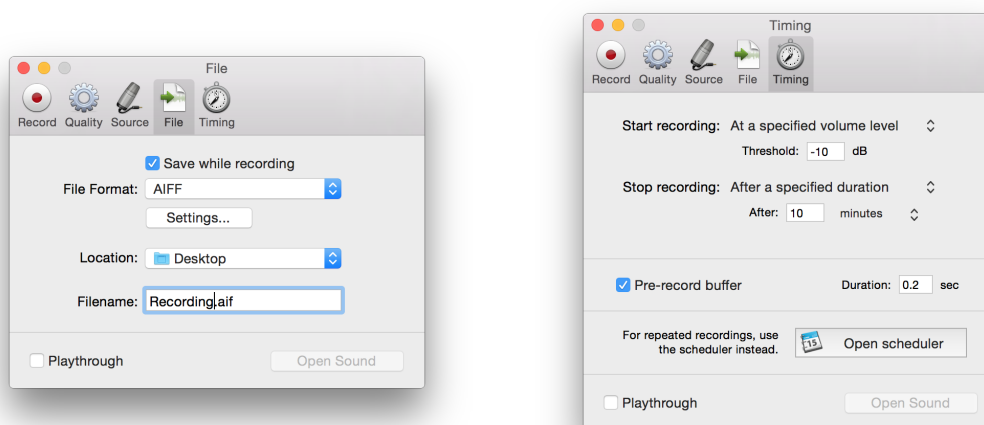 File
Record Quality Source File Timing
Save while recording
File Format: AIFF
Settings...
Location: Desktop
Filename: Recording.aif
Playthrough Open Sound
Timing
Record Quality Source File Timing
Start recording: At a specified volume level
Threshold: -10 dB
Stop recording: After a specified duration
After: 10 minutes
Pre-record buffer Duration: 0.2 sec
For repeated recordings, use
the scheduler instead.
15 Open scheduler
Playthrough Open Sound